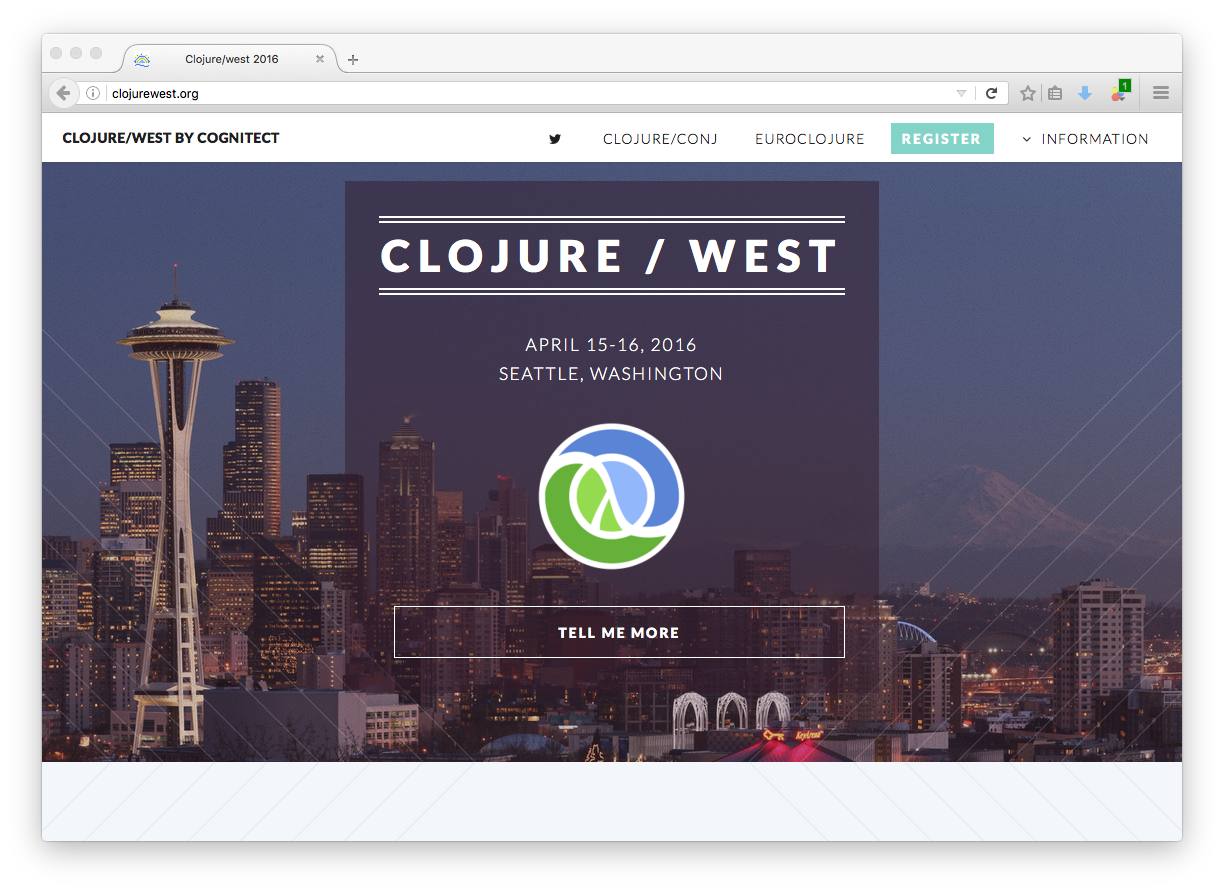 Clojure/west 2016
clojurewest.org
1
CLOJURE/WEST BY COGNITECT
CLOJURE/CONJ
EUROCLOJURE
REGISTER
INFORMATION
CLOJURE / WEST
APRIL 15-16, 2016
SEATTLE, WASHINGTON
TELL ME MORE
KeyArena